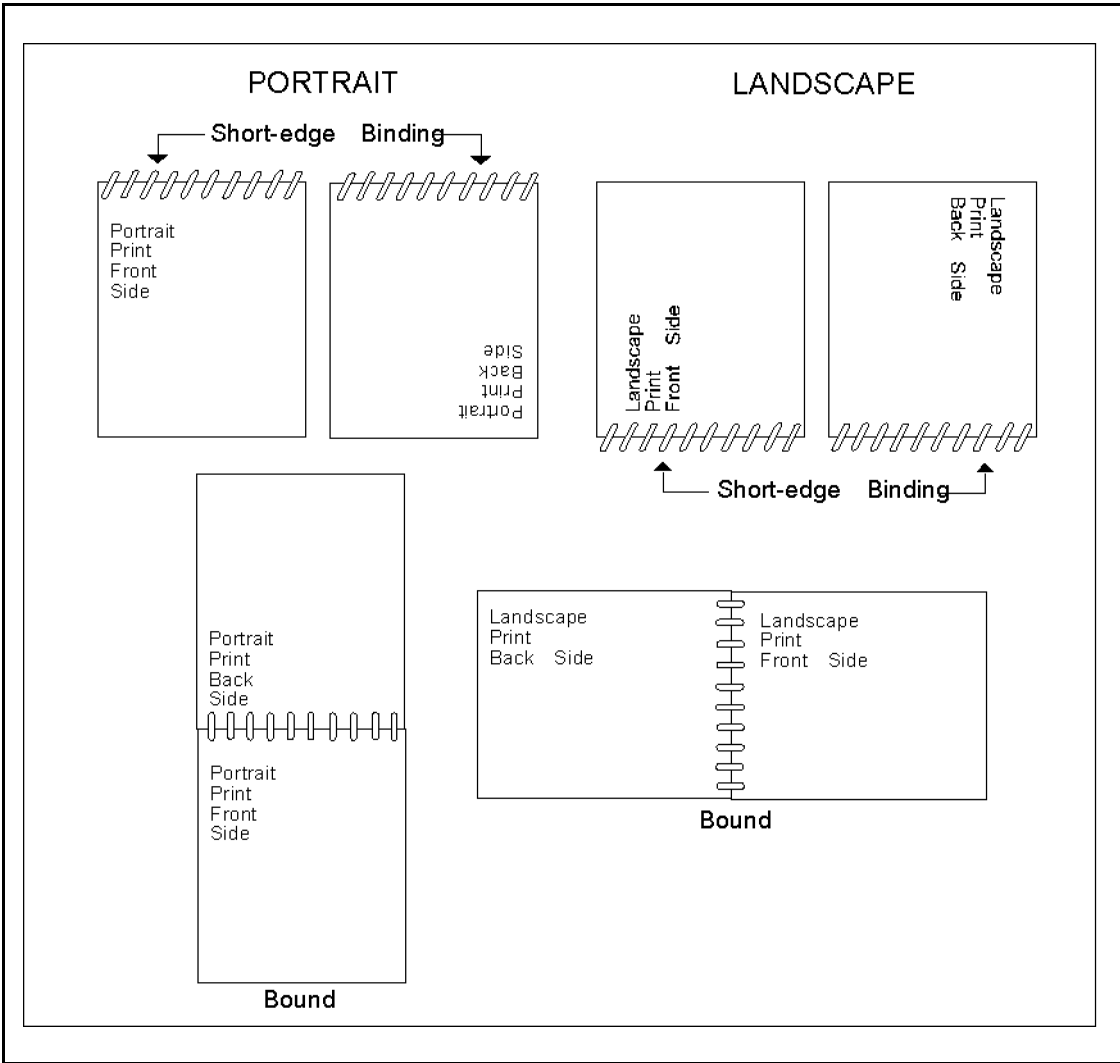 PORTRAIT
Short-edge Binding
Portrait
Print
Front
Side
Portrait
Print
Back
Side
LANDSCAPE
Landscape
Print
Front Side
Landscape
Print
Back Side
Short-edge Binding
Portrait
Print
Back
Side
Portrait
Print
Front
Side
Bound
Landscape
Print
Back Side
Landscape
Print
Front Side
Bound